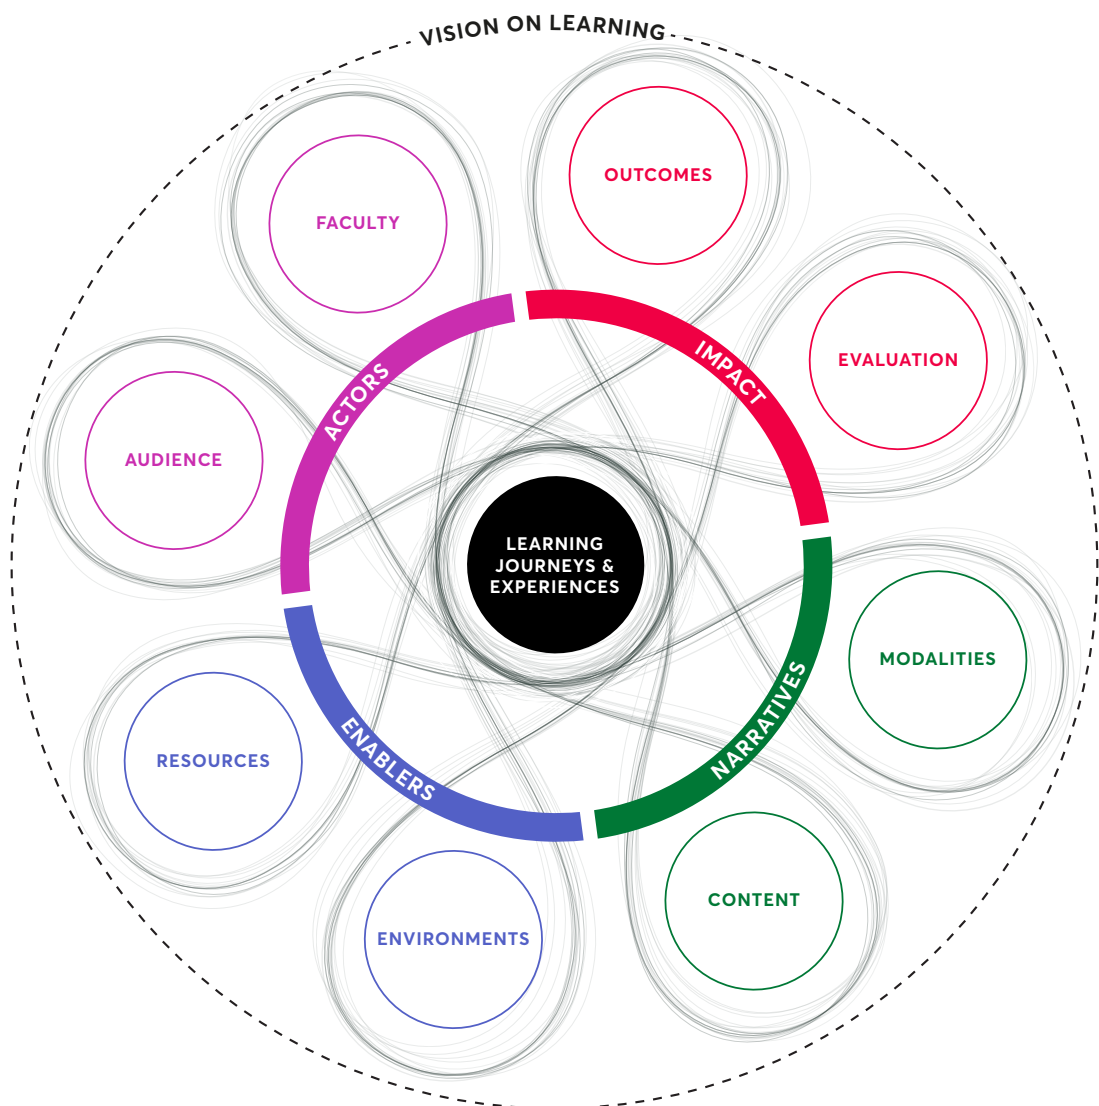 VISION ON LEARNING
OUTCOMES
FACULTY
EVALUATION
IMPACT
ACTORS
AUDIENCE
LEARNING
JOURNEYS &
EXPERIENCES
MODALITIES
NARRATIVES
ENABLERS
RESOURCES
CONTENT
ENVIRONMENTS